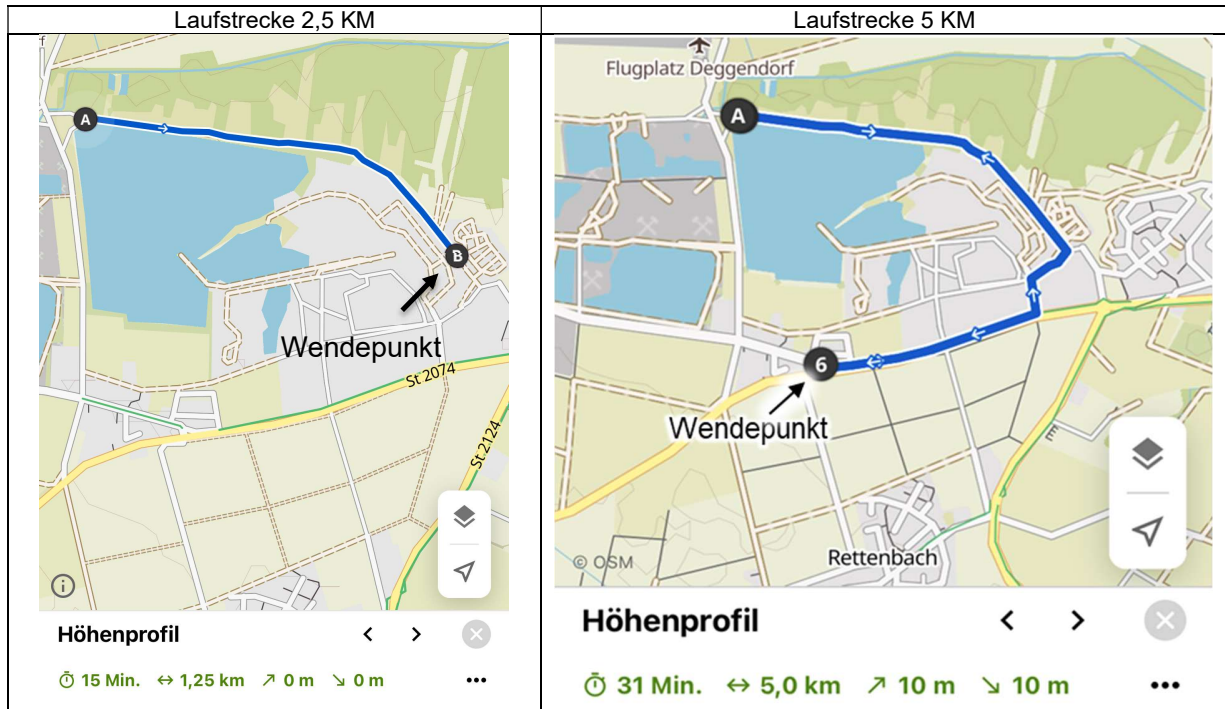 Laufstrecke 2,5 KM
A
B
Wendepunkt
St 2074
St 2124
Höhenprofil
15 Min. ↔ 1,25 km ↗ 0 m ↘ 0 m
Laufstrecke 5 KM
Flugplatz Deggendorf
A
6
Wendepunkt
Rettenbach
© OSM
Höhenprofil
31 Min. ↔ 5,0 km ↗ 10 m ↘ 10 m